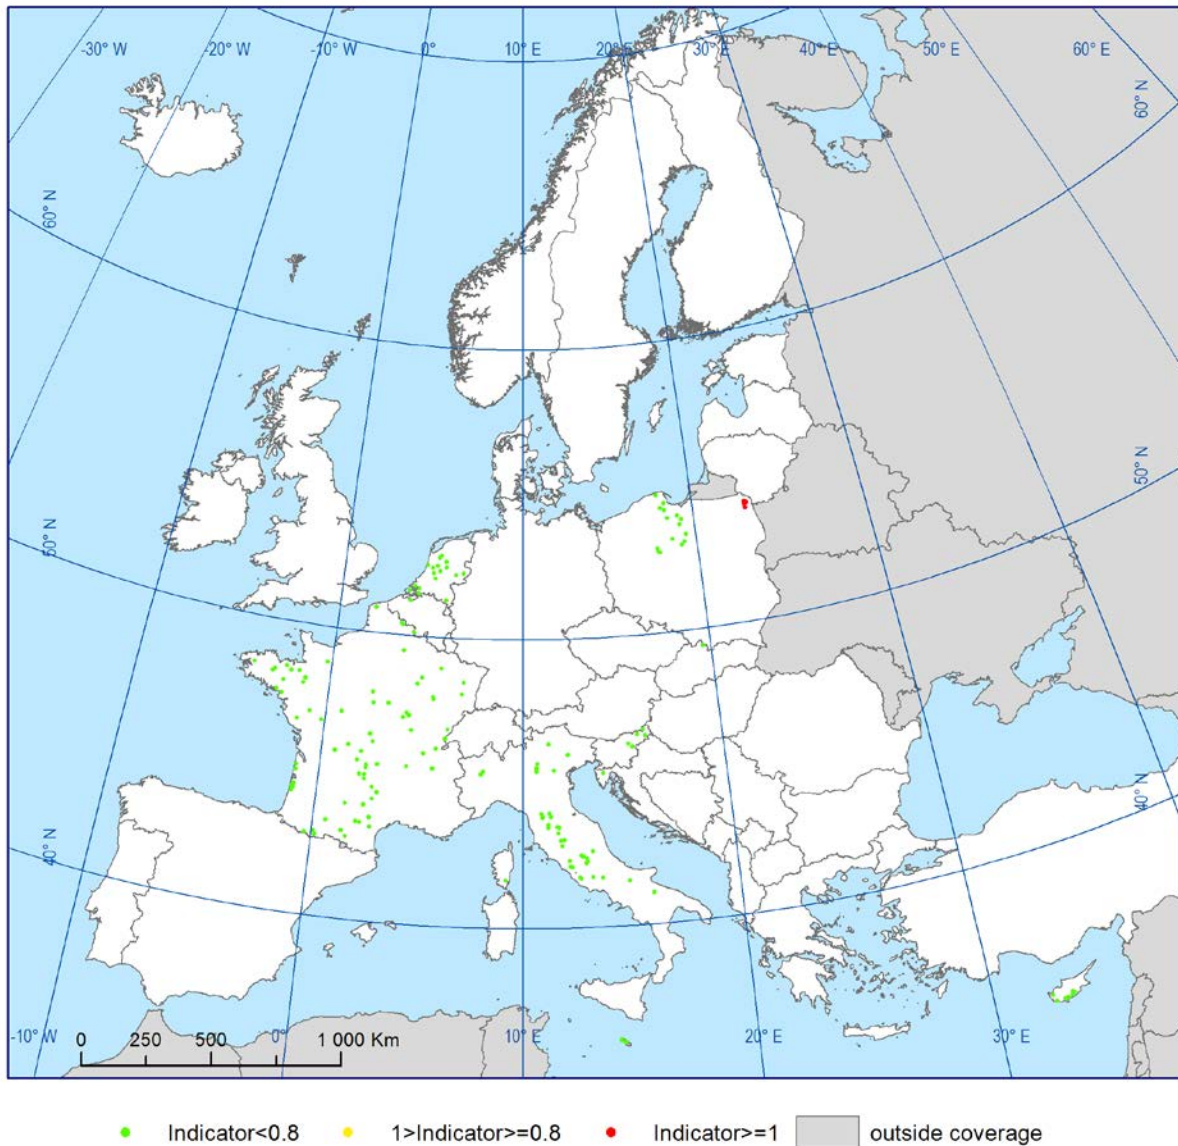 -30° W -20° W -10° W 0° 10° E 20° E 30° E 40° E 50° E 60° E
60° N 60° N
50° N 50° N
40° N 40° N
-10° W 0° 10° E 20° E 30° E
0 250 500 1 000 Km
Indicator<0.8 1>Indicator>=0.8 Indicator>=1 outside coverage